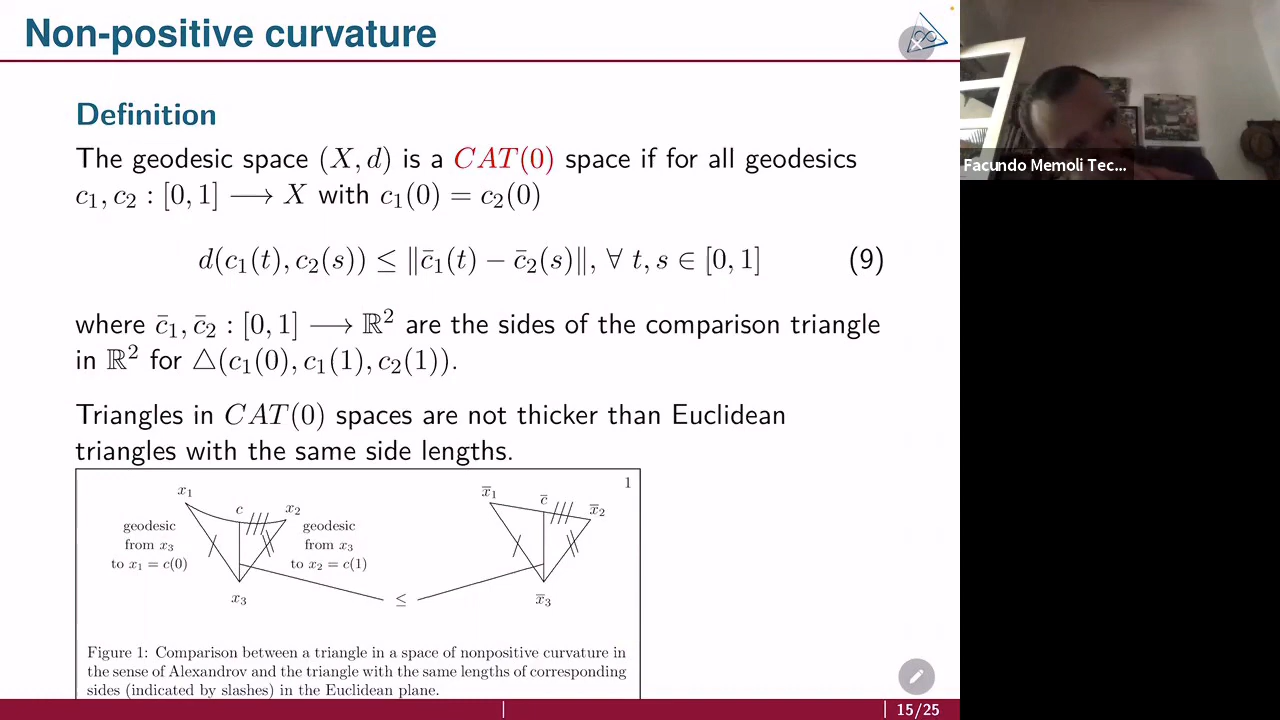 Non-positive curvature
Definition
The geodesic space (X, d) is a CAT(0) space if for all geodesics
c₁, c₂ : [0, 1] ⟶ X with c₁(0) = c₂(0)
d(c₁(t), c₂(s)) ≤ ‖c̄₁(t) − c̄₂(s)‖, ∀ t, s ∈ [0, 1] (9)
where c̄₁, c̄₂ : [0, 1] ⟶ ℝ² are the sides of the comparison triangle
in ℝ² for △(c₁(0), c₁(1), c₂(1)).
Triangles in CAT(0) spaces are not thicker than Euclidean
triangles with the same side lengths.
1
x₁ c x₂
geodesic
from x₃
to x₁ = c(0)
geodesic
from x₃
to x₂ = c(1)
x₃
≤
x̄₁ c̄ x̄₂
x̄₃
Figure 1: Comparison between a triangle in a space of nonpositive curvature in
the sense of Alexandrov and the triangle with the same lengths of corresponding
sides (indicated by slashes) in the Euclidean plane.
15/25
Facundo Memoli Tec...